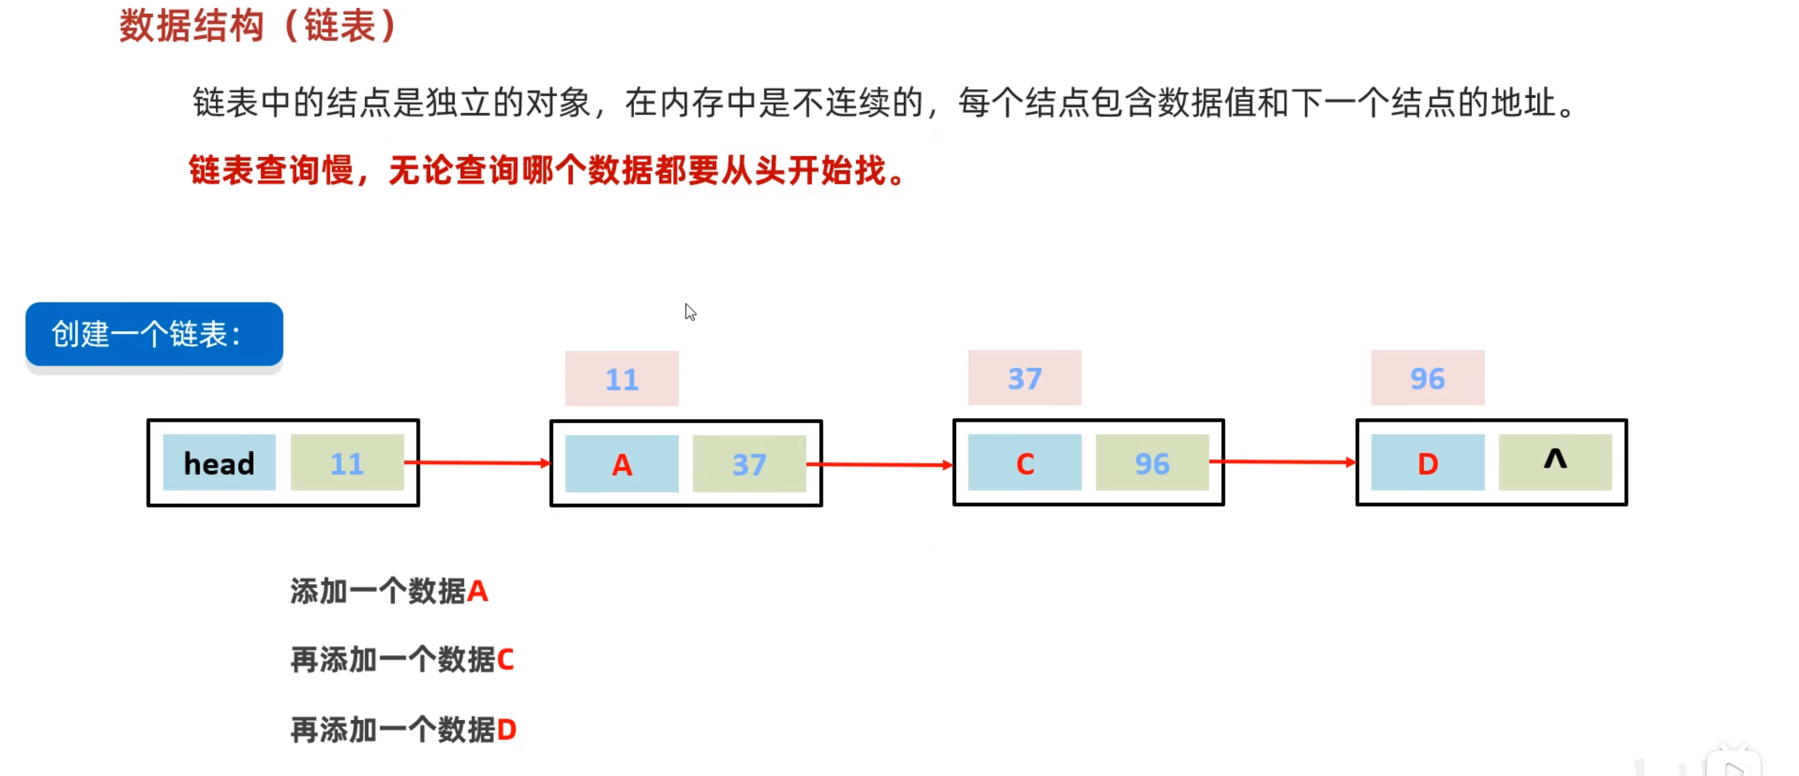 数据结构（链表）
链表中的结点是独立的对象，在内存中是不连续的，每个结点包含数据值和下一个结点的地址。
链表查询慢，无论查询哪个数据都要从头开始找。
创建一个链表：
11 37 96
head 11 A 37 C 96 D ^
添加一个数据A
再添加一个数据C
再添加一个数据D